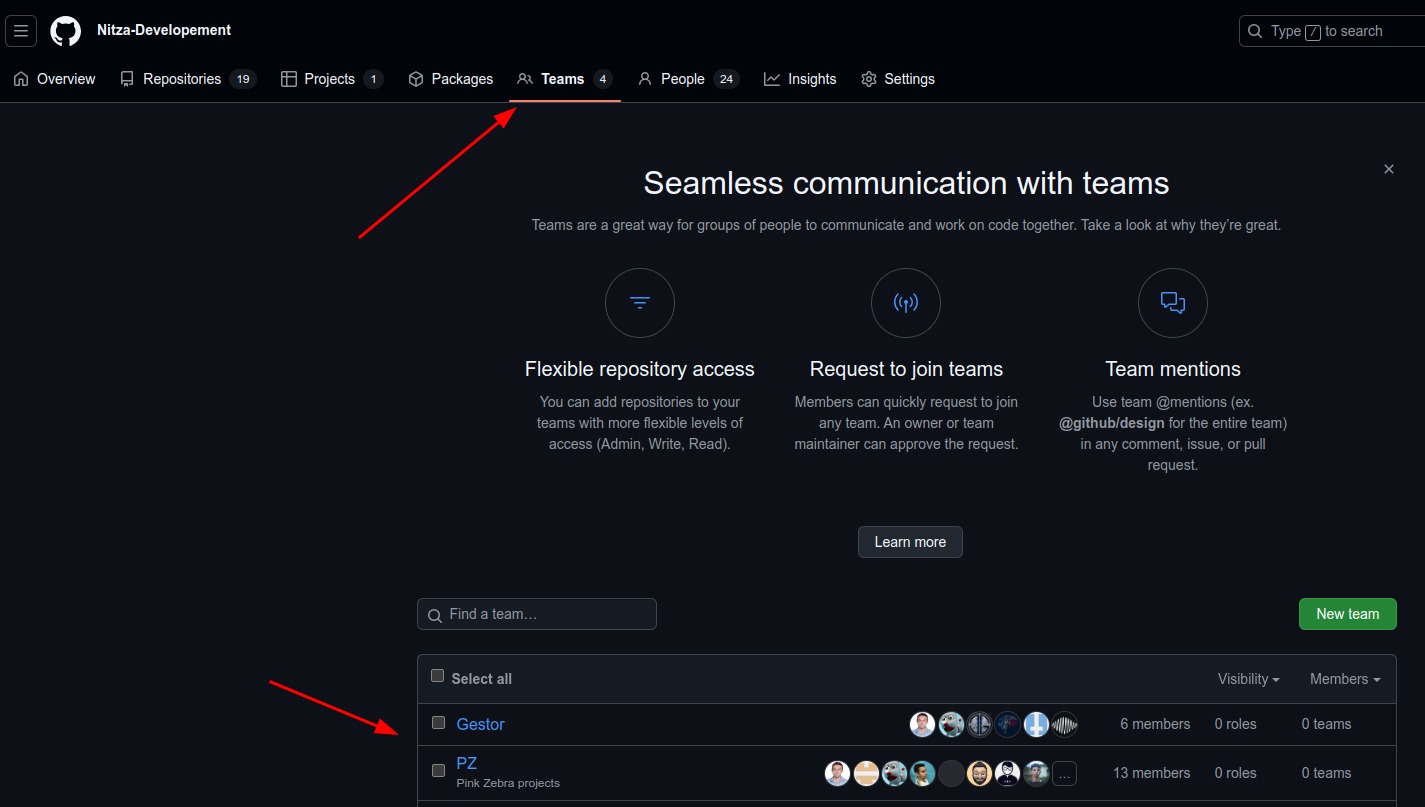 Nitza-Developement
Type / to search
Overview Repositories 19 Projects 1 Packages Teams 4 People 24 Insights Settings
Seamless communication with teams
Teams are a great way for groups of people to communicate and work on code together. Take a look at why they're great.
Flexible repository access
You can add repositories to your
teams with more flexible levels of
access (Admin, Write, Read).
Request to join teams
Members can quickly request to join
any team. An owner or team
maintainer can approve the request.
Team mentions
Use team @mentions (ex.
@github/design for the entire team)
in any comment, issue, or pull
request.
Learn more
Find a team…
New team
Select all Visibility Members
Gestor 6 members 0 roles 0 teams
PZ
Pink Zebra projects
... 13 members 0 roles 0 teams